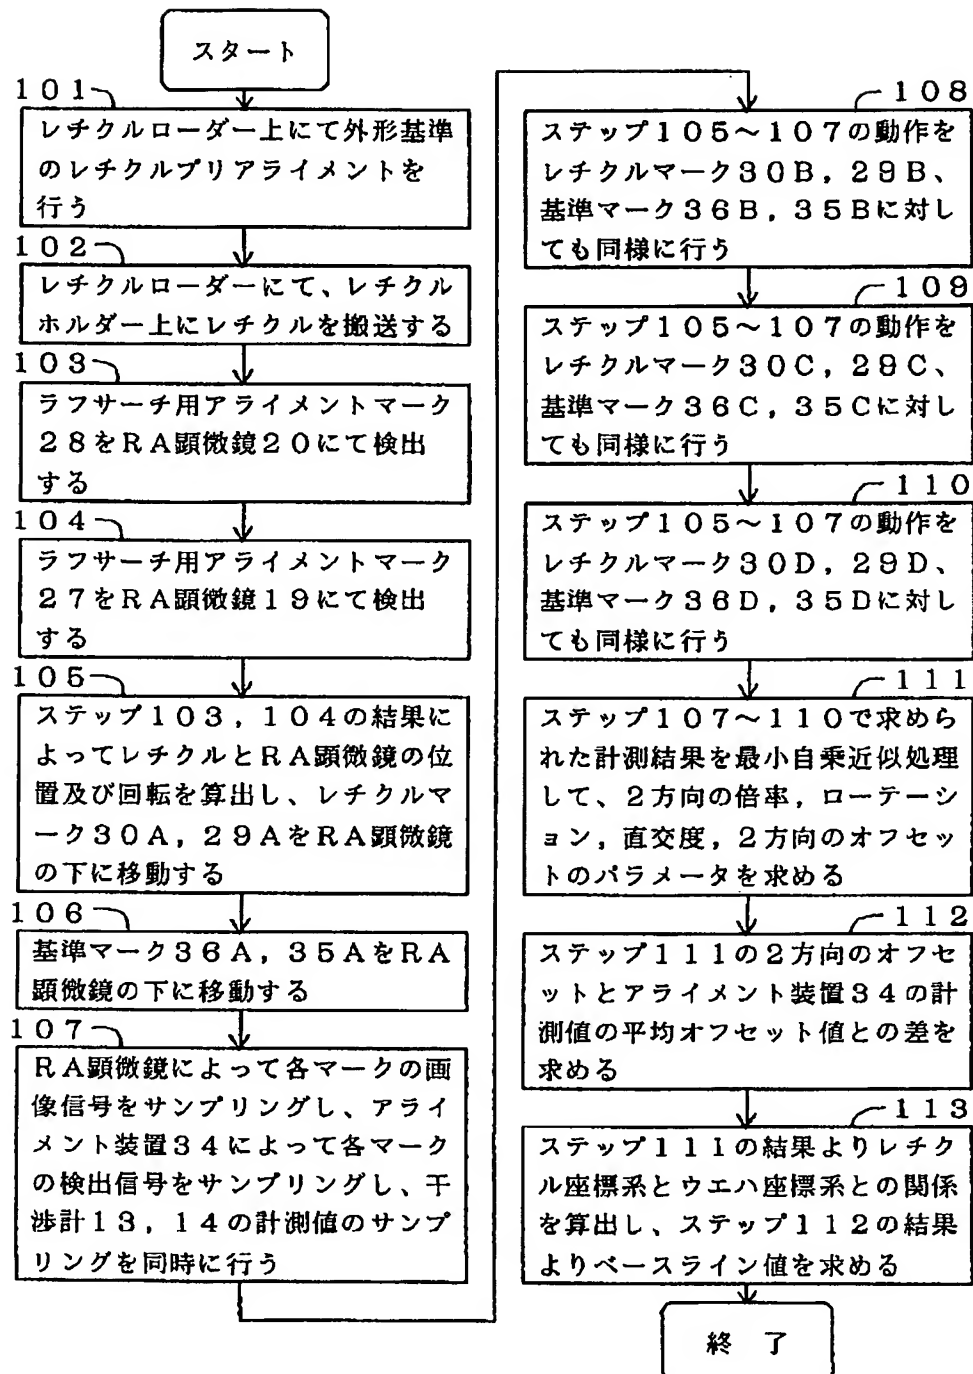 スタート
101
レチクルローダー上にて外形基準
のレチクルプリアライメントを
行う
102
レチクルローダーにて、レチクル
ホルダー上にレチクルを搬送する
103
ラフサーチ用アライメントマーク
28をRA顕微鏡20にて検出
する
104
ラフサーチ用アライメントマーク
27をRA顕微鏡19にて検出
する
105
ステップ103,104の結果に
よってレチクルとRA顕微鏡の位
置及び回転を算出し、レチクルマ
ーク30A,29AをRA顕微鏡
の下に移動する
106
基準マーク36A,35AをRA
顕微鏡の下に移動する
107
RA顕微鏡によって各マークの画
像信号をサンプリングし、アライ
メント装置34によって各マーク
の検出信号をサンプリングし、干
渉計13,14の計測値のサンプ
リングを同時に行う
108
ステップ105~107の動作を
レチクルマーク30B,29B、
基準マーク36B,35Bに対し
ても同様に行う
109
ステップ105~107の動作を
レチクルマーク30C,29C、
基準マーク36C,35Cに対し
ても同様に行う
110
ステップ105~107の動作を
レチクルマーク30D,29D、
基準マーク36D,35Dに対し
ても同様に行う
111
ステップ107~110で求めら
れた計測結果を最小自乗近似処理
して、2方向の倍率,ローテーシ
ョン,直交度,2方向のオフセッ
トのパラメータを求める
112
ステップ111の2方向のオフセ
ットとアライメント装置34の計
測値の平均オフセット値との差を
求める
113
ステップ111の結果よりレチク
ル座標系とウエハ座標系との関係
を算出し、ステップ112の結果
よりベースライン値を求める
終 了